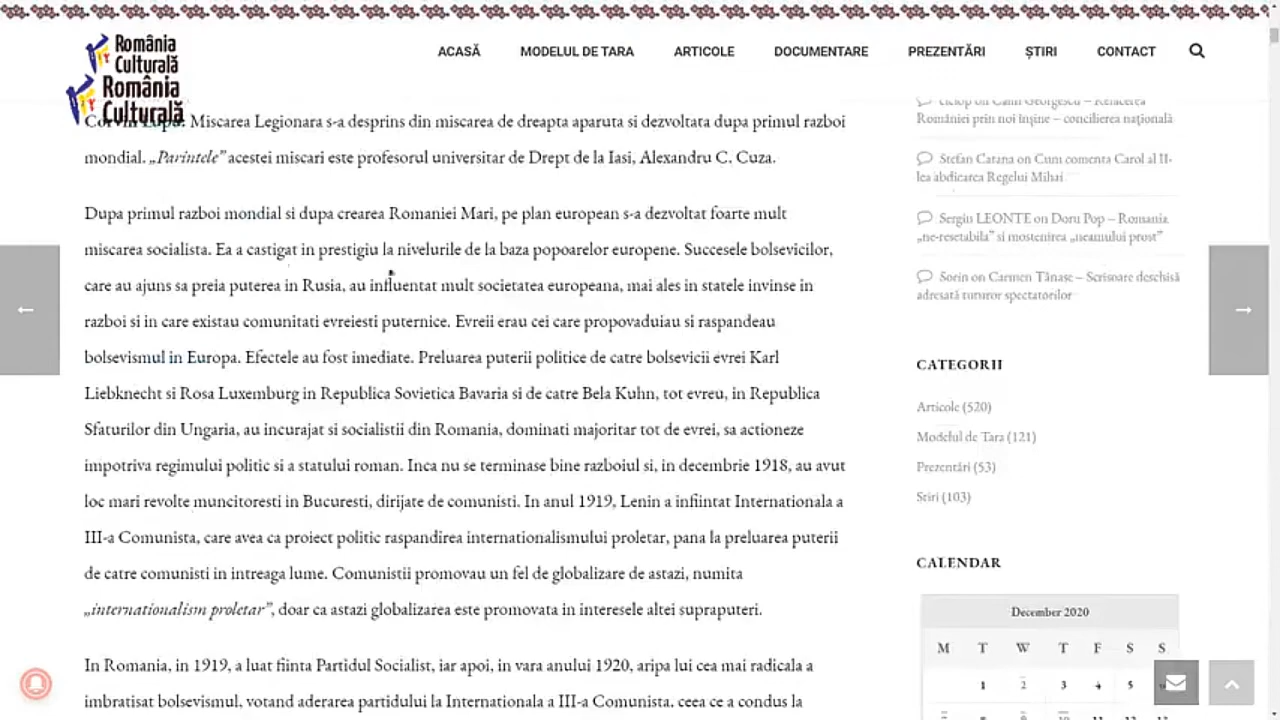 România
Culturală
România
Culturală
ACASĂ MODELUL DE TARA ARTICOLE DOCUMENTARE PREZENTĂRI ȘTIRI CONTACT
Corvin Lupu: Miscarea Legionara s-a desprins din miscarea de dreapta aparuta si dezvoltata dupa primul razboi
mondial. „Parintele” acestei miscari este profesorul universitar de Drept de la Iasi, Alexandru C. Cuza.
Dupa primul razboi mondial si dupa crearea Romaniei Mari, pe plan european s-a dezvoltat foarte mult
miscarea socialista. Ea a castigat in prestigiu la nivelurile de la baza popoarelor europene. Succesele bolsevicilor,
care au ajuns sa preia puterea in Rusia, au influentat mult societatea europeana, mai ales in statele invinse in
razboi si in care existau comunitati evreiesti puternice. Evreii erau cei care propovaduiau si raspandeau
bolsevismul in Europa. Efectele au fost imediate. Preluarea puterii politice de catre bolsevicii evrei Karl
Liebknecht si Rosa Luxemburg in Republica Sovietica Bavaria si de catre Bela Kuhn, tot evreu, in Republica
Sfaturilor din Ungaria, au incurajat si socialistii din Romania, dominati majoritar tot de evrei, sa actioneze
impotriva regimului politic si a statului roman. Inca nu se terminase bine razboiul si, in decembrie 1918, au avut
loc mari revolte muncitoresti in Bucuresti, dirijate de comunisti. In anul 1919, Lenin a infiintat Internationala a
III-a Comunista, care avea ca proiect politic raspandirea internationalismului proletar, pana la preluarea puterii
de catre comunisti in intreaga lume. Comunistii promovau un fel de globalizare de astazi, numita
„internationalism proletar”, doar ca astazi globalizarea este promovata in interesele altei supraputeri.
In Romania, in 1919, a luat fiinta Partidul Socialist, iar apoi, in vara anului 1920, aripa lui cea mai radicala a
imbratisat bolsevismul, votand aderarea partidului la Internationala a III-a Comunista, ceea ce a condus la
ciclop on Călin Georgescu – Renaşterea
României prin noi înşine – concilierea naţională
Stefan Catana on Cum comenta Carol al II-
lea abdicarea Regelui Mihai
Sergiu LEONTE on Doru Pop – Romania
„ne-resetabila” si mostenirea „neamului prost”
Sorin on Carmen Tănase – Scrisoare deschisă
adresată tuturor spectatorilor
CATEGORII
Articole (520)
Modelul de Tara (121)
Prezentări (53)
Stiri (103)
CALENDAR
December 2020
M T W T F S S
1 2 3 4 5